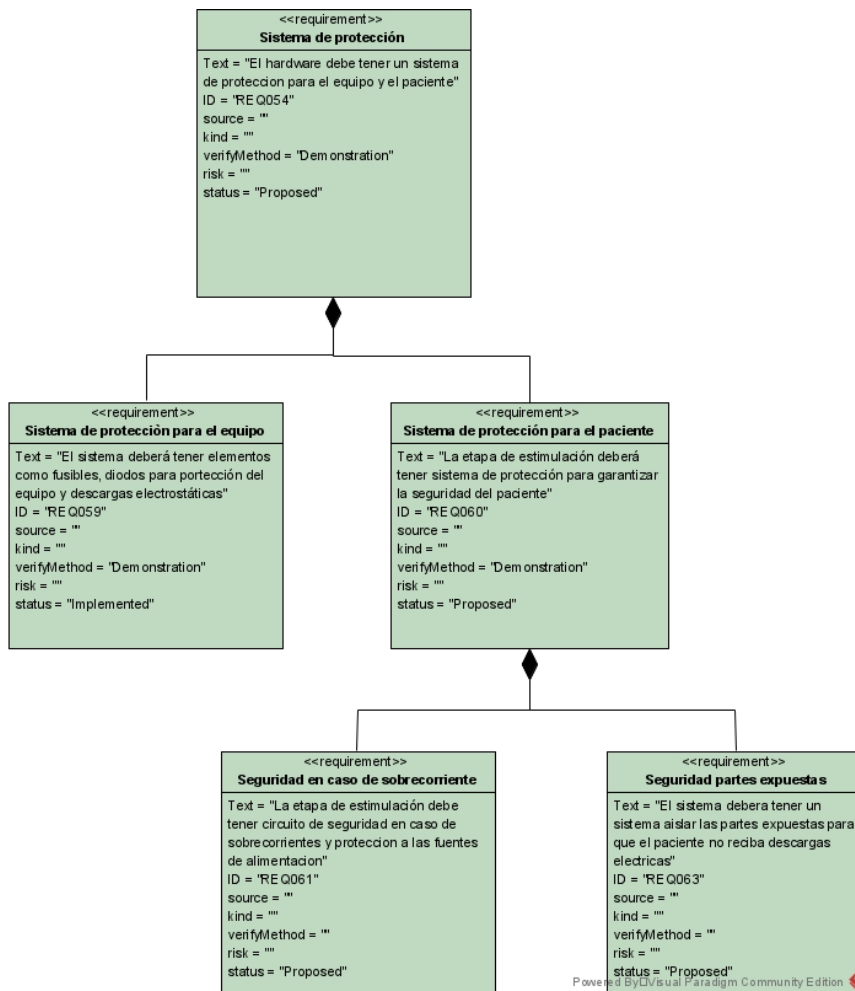 <<requirement>>
Sistema de protección
Text = "El hardware debe tener un sistema
de proteccion para el equipo y el paciente"
ID = "REQ054"
source = ""
kind = ""
verifyMethod = "Demonstration"
risk = ""
status = "Proposed"
<<requirement>>
Sistema de protecciòn para el equipo
Text = "El sistema deberá tener elementos
como fusibles, diodos para portección del
equipo y descargas electrostáticas"
ID = "REQ059"
source = ""
kind = ""
verifyMethod = "Demonstration"
risk = ""
status = "Implemented"
<<requirement>>
Sistema de protección para el paciente
Text = "La etapa de estimulación deberá
tener sistema de protección para garantizar
la seguridad del paciente"
ID = "REQ060"
source = ""
kind = ""
verifyMethod = "Demonstration"
risk = ""
status = "Proposed"
<<requirement>>
Seguridad en caso de sobrecorriente
Text = "La etapa de estimulación debe
tener circuito de seguridad en caso de
sobrecorrientes y proteccion a las fuentes
de alimentacion"
ID = "REQ061"
source = ""
kind = ""
verifyMethod = ""
risk = ""
status = "Proposed"
<<requirement>>
Seguridad partes expuestas
Text = "El sistema debera tener un
sistema aislar las partes expuestas para
que el paciente no reciba descargas
electricas"
ID = "REQ063"
source = ""
kind = ""
verifyMethod = ""
risk = ""
status = "Proposed"
Powered By Visual Paradigm Community Edition